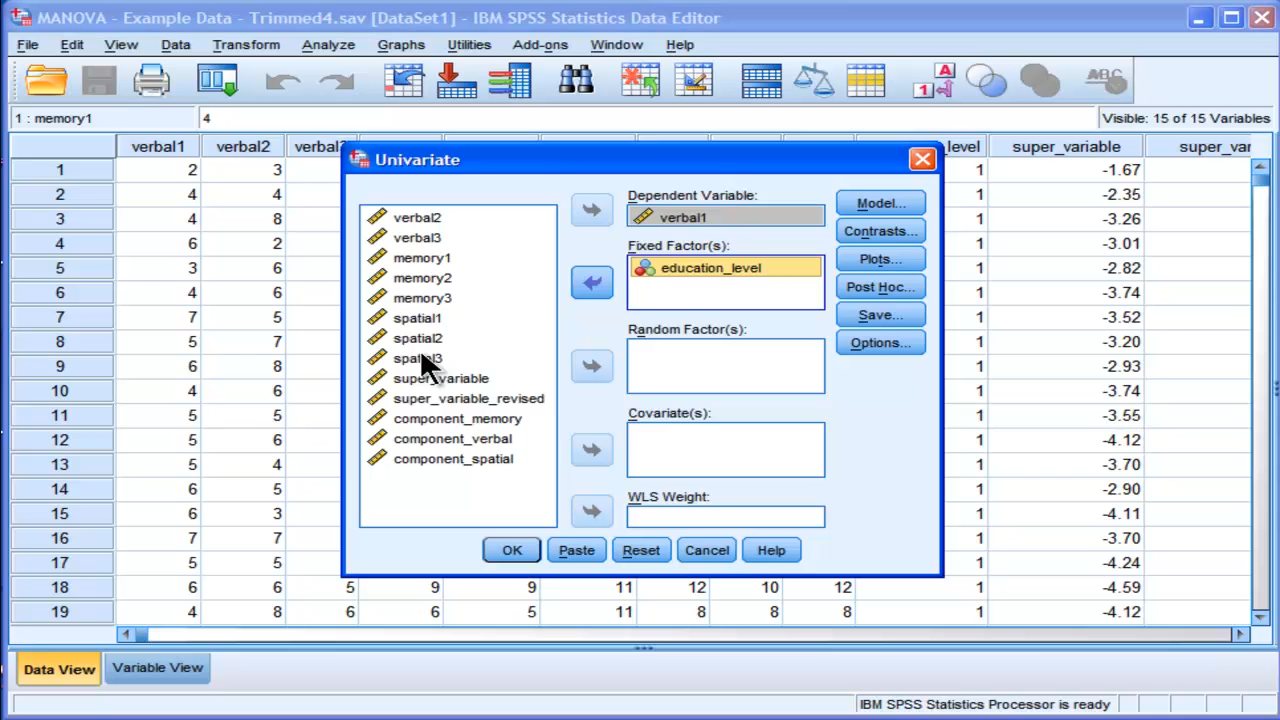 MANOVA - Example Data - Trimmed4.sav [DataSet1] - IBM SPSS Statistics Data Editor
File Edit View Data Transform Analyze Graphs Utilities Add-ons Window Help
A
1
ABC
1 : memory1 4 Visible: 15 of 15 Variables
verbal1 verbal2 verbal _level super_variable super_var
1 2 3 1 -1.67
2 4 4 1 -2.35
3 4 8 1 -3.26
4 6 2 1 -3.01
5 3 6 1 -2.82
6 4 6 1 -3.74
7 7 5 1 -3.52
8 5 7 1 -3.20
9 6 8 1 -2.93
10 4 6 1 -3.74
11 5 5 1 -3.55
12 5 6 1 -4.12
13 5 4 1 -3.70
14 6 5 1 -2.90
15 6 3 1 -4.11
16 7 7 1 -3.70
17 5 5 1 -4.24
18 6 6 5 9 9 11 12 10 12 1 -4.59
19 4 8 6 6 5 11 8 8 8 1 -4.12
Univariate
verbal2
verbal3
memory1
memory2
memory3
spatial1
spatial2
spatial3
super_variable
super_variable_revised
component_memory
component_verbal
component_spatial
Dependent Variable:
verbal1
Fixed Factor(s):
education_level
Random Factor(s):
Covariate(s):
WLS Weight:
Model...
Contrasts...
Plots...
Post Hoc...
Save...
Options...
OK Paste Reset Cancel Help
Data View Variable View
IBM SPSS Statistics Processor is ready